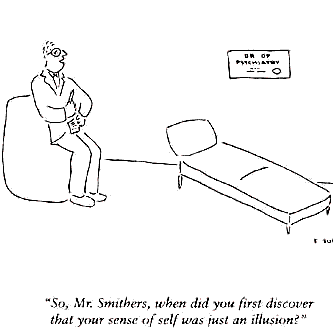 DR OF
PSYCHIATRY
"So, Mr. Smithers, when did you first discover
that your sense of self was just an illusion?"